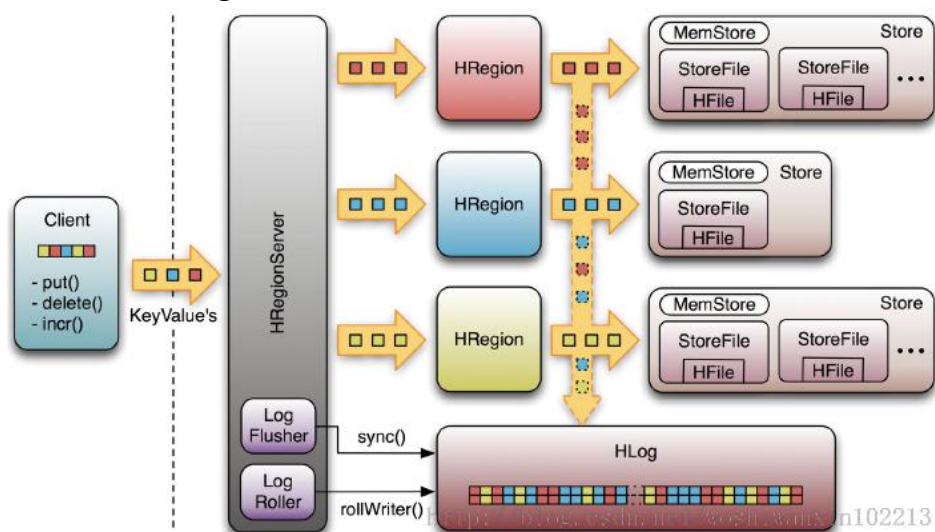 Client
- put()
- delete()
- incr()
KeyValue's
HRegionServer
Log
Flusher
Log
Roller
sync()
rollWriter()
HRegion
HRegion
HRegion
MemStore
Store
StoreFile
HFile
StoreFile
HFile
...
MemStore
Store
StoreFile
HFile
MemStore
Store
StoreFile
HFile
StoreFile
HFile
...
HLog